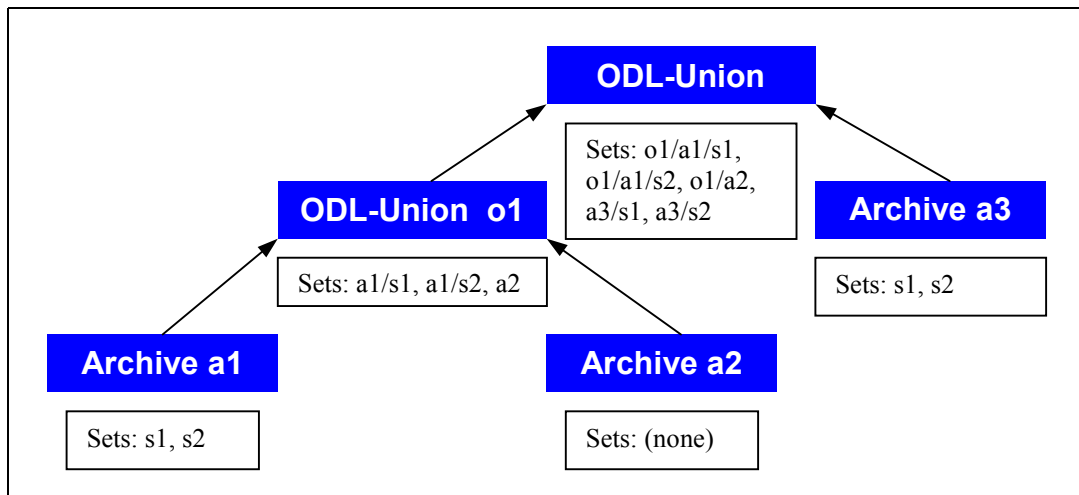 ODL-Union
Sets: o1/a1/s1,
o1/a1/s2, o1/a2,
a3/s1, a3/s2
ODL-Union o1
Sets: a1/s1, a1/s2, a2
Archive a3
Sets: s1, s2
Archive a1
Sets: s1, s2
Archive a2
Sets: (none)